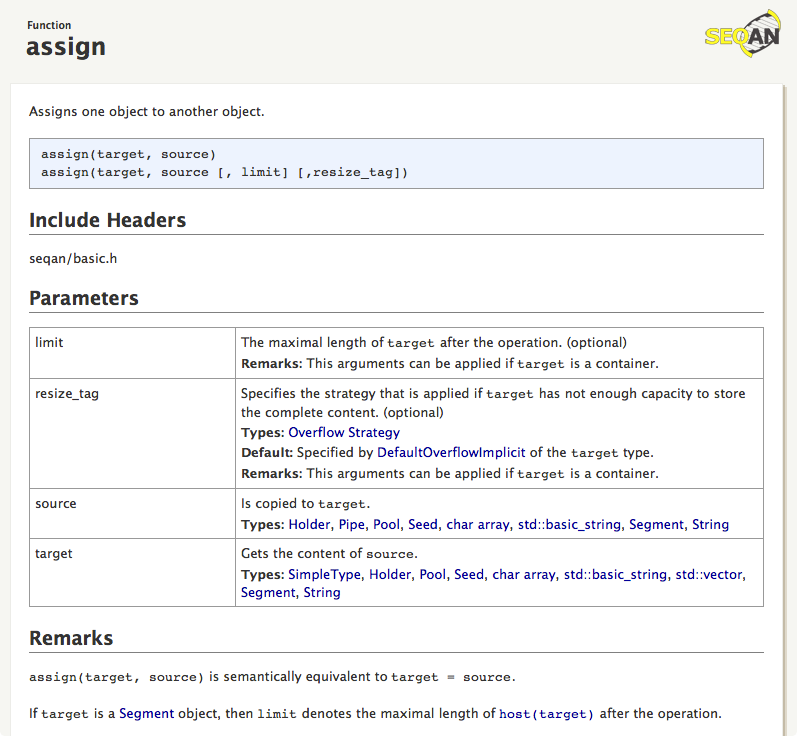 Function
assign
SEQAN
Assigns one object to another object.
assign(target, source)
assign(target, source [, limit] [,resize_tag])
Include Headers
seqan/basic.h
Parameters
limit
The maximal length of target after the operation. (optional)
Remarks: This arguments can be applied if target is a container.
resize_tag
Specifies the strategy that is applied if target has not enough capacity to store
the complete content. (optional)
Types: Overflow Strategy
Default: Specified by DefaultOverflowImplicit of the target type.
Remarks: This arguments can be applied if target is a container.
source
Is copied to target.
Types: Holder, Pipe, Pool, Seed, char array, std::basic_string, Segment, String
target
Gets the content of source.
Types: SimpleType, Holder, Pool, Seed, char array, std::basic_string, std::vector,
Segment, String
Remarks
assign(target, source) is semantically equivalent to target = source.
If target is a Segment object, then limit denotes the maximal length of host(target) after the operation.